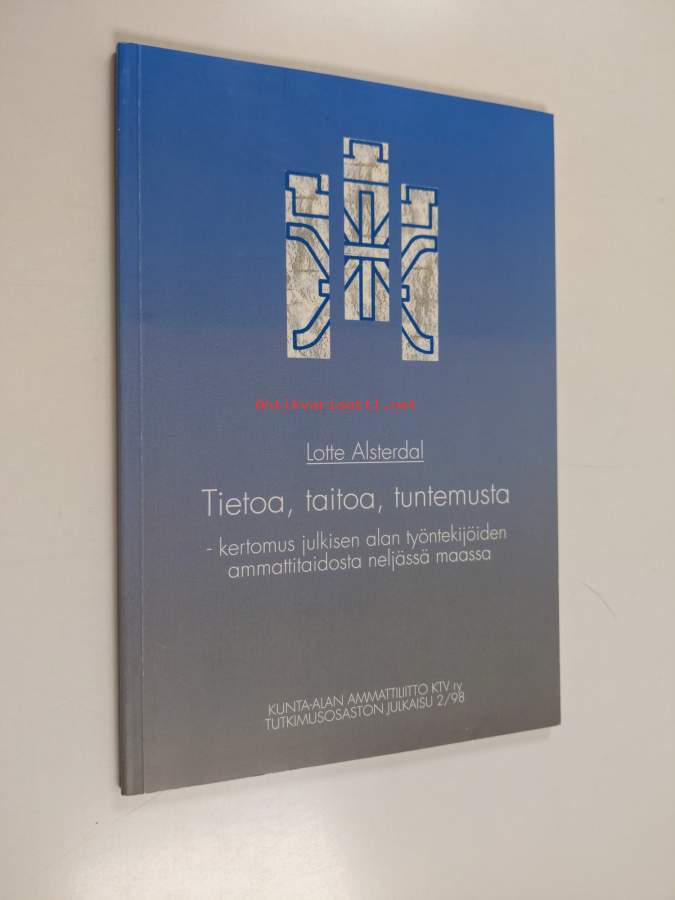 Antikvariaatti.net
Lotte Alsterdal
Tietoa, taitoa, tuntemusta
- kertomus julkisen alan työntekijöiden
ammattitaidosta neljässä maassa
KUNTA-ALAN AMMATTILIITTO KTV ry
TUTKIMUSOSASTON JULKAISU 2/98